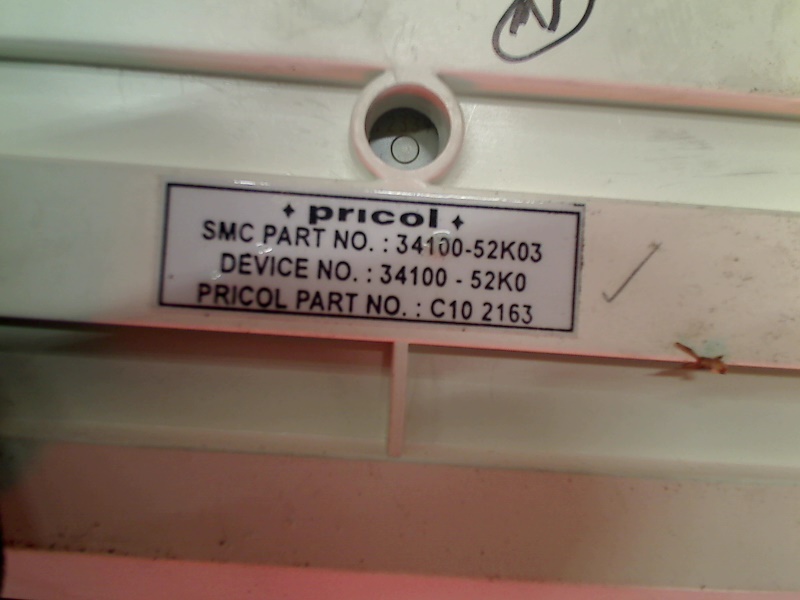 pricol
SMC PART NO. : 34100-52K03
DEVICE NO. : 34100 - 52K0
PRICOL PART NO. : C10 2163